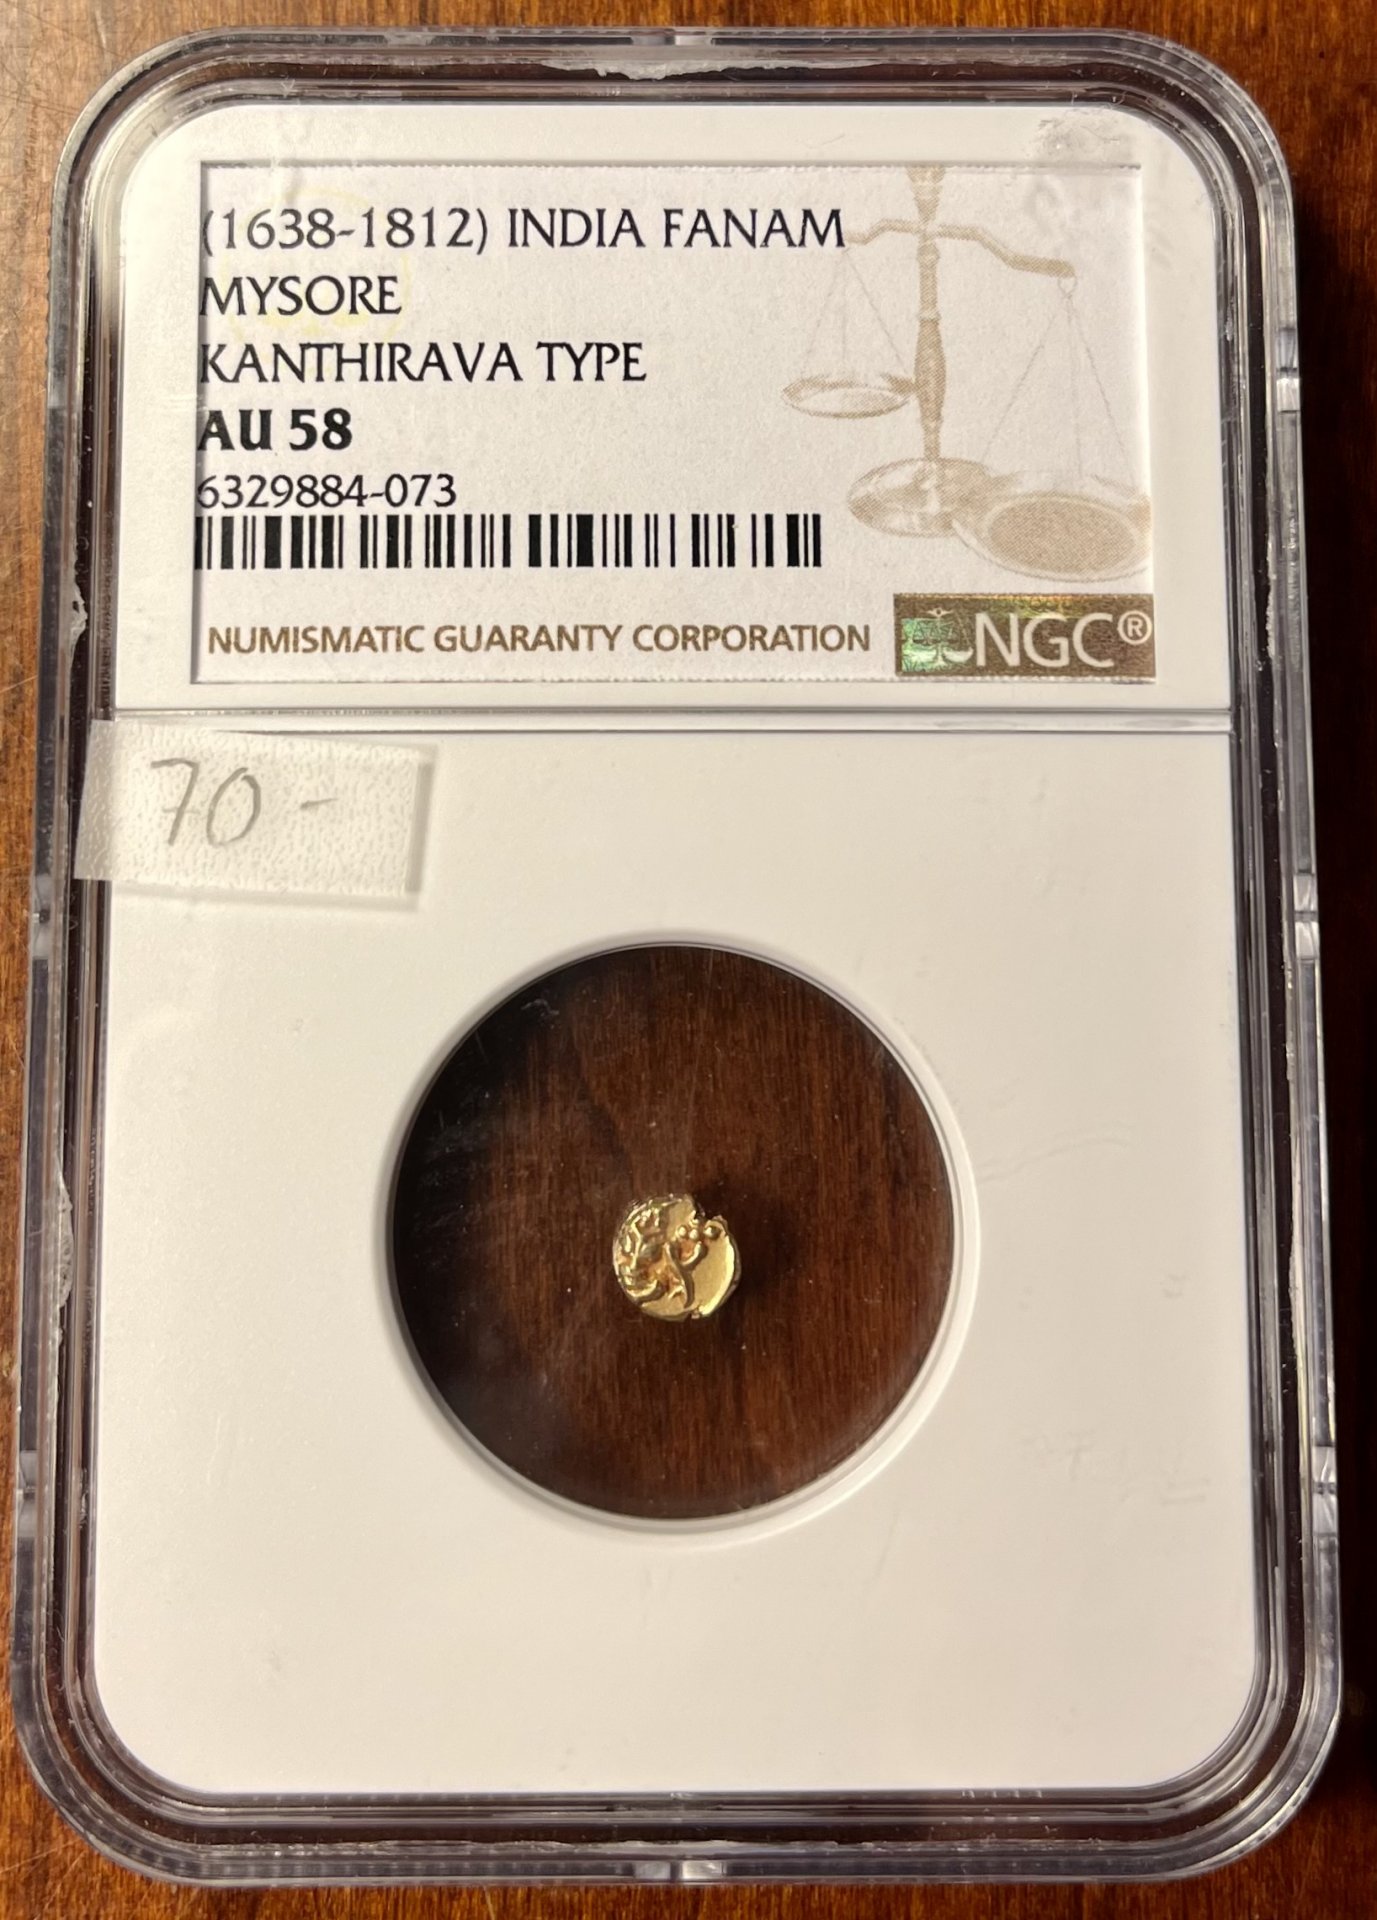 (1638-1812) INDIA FANAM
MYSORE
KANTHIRAVA TYPE
AU 58
6329884-073
NUMISMATIC GUARANTY CORPORATION
NGC®
70-